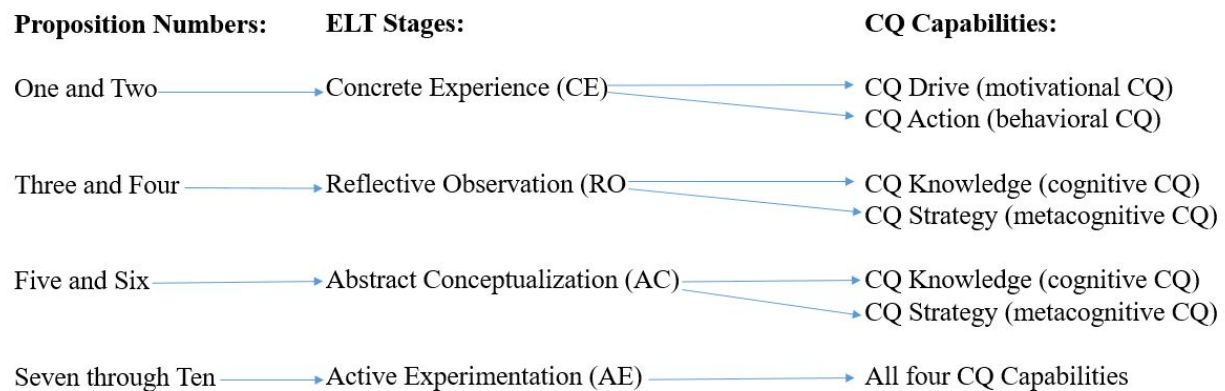 Proposition Numbers: ELT Stages: CQ Capabilities:
One and Two Concrete Experience (CE) CQ Drive (motivational CQ)
CQ Action (behavioral CQ)
Three and Four Reflective Observation (RO CQ Knowledge (cognitive CQ)
CQ Strategy (metacognitive CQ)
Five and Six Abstract Conceptualization (AC) CQ Knowledge (cognitive CQ)
CQ Strategy (metacognitive CQ)
Seven through Ten Active Experimentation (AE) All four CQ Capabilities